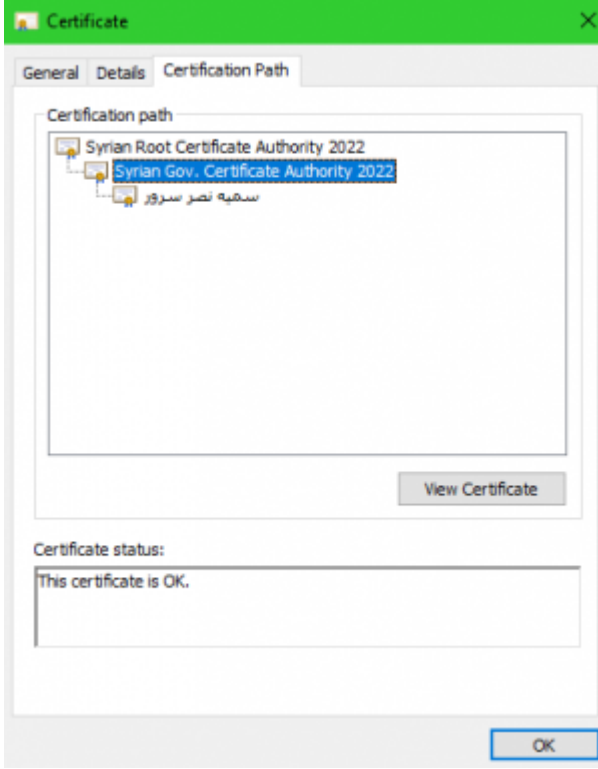 Certificate
General Details Certification Path
Certification path
Syrian Root Certificate Authority 2022
Syrian Gov. Certificate Authority 2022
سميه نصر سرور
View Certificate
Certificate status:
This certificate is OK.
OK